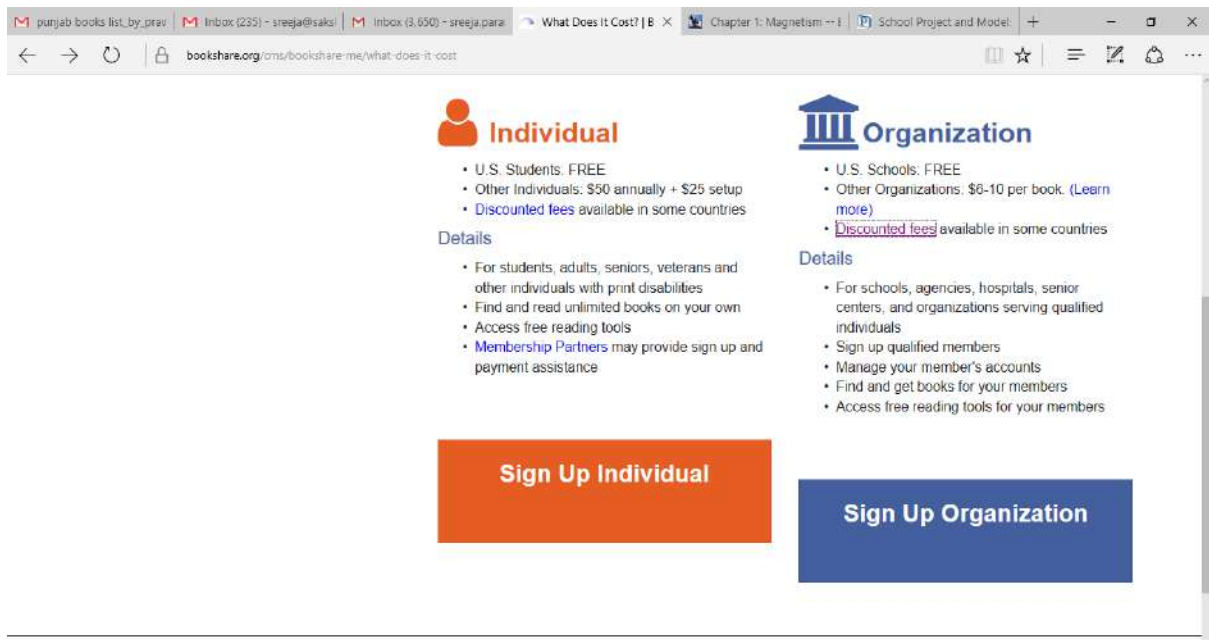 punjab books list_by_prav
Inbox (235) - sreeja@saksl
Inbox (3,650) - sreeja.para
What Does It Cost? | B
Chapter 1: Magnetism -- I
School Project and Model:
bookshare.org/cms/bookshare-me/what-does-it-cost
Individual
• U.S. Students: FREE
• Other Individuals: $50 annually + $25 setup
• Discounted fees available in some countries
Details
• For students, adults, seniors, veterans and
other individuals with print disabilities
• Find and read unlimited books on your own
• Access free reading tools
• Membership Partners may provide sign up and
payment assistance
Sign Up Individual
Organization
• U.S. Schools: FREE
• Other Organizations: $6-10 per book. (Learn
more)
• Discounted fees available in some countries
Details
• For schools, agencies, hospitals, senior
centers, and organizations serving qualified
individuals
• Sign up qualified members
• Manage your member's accounts
• Find and get books for your members
• Access free reading tools for your members
Sign Up Organization